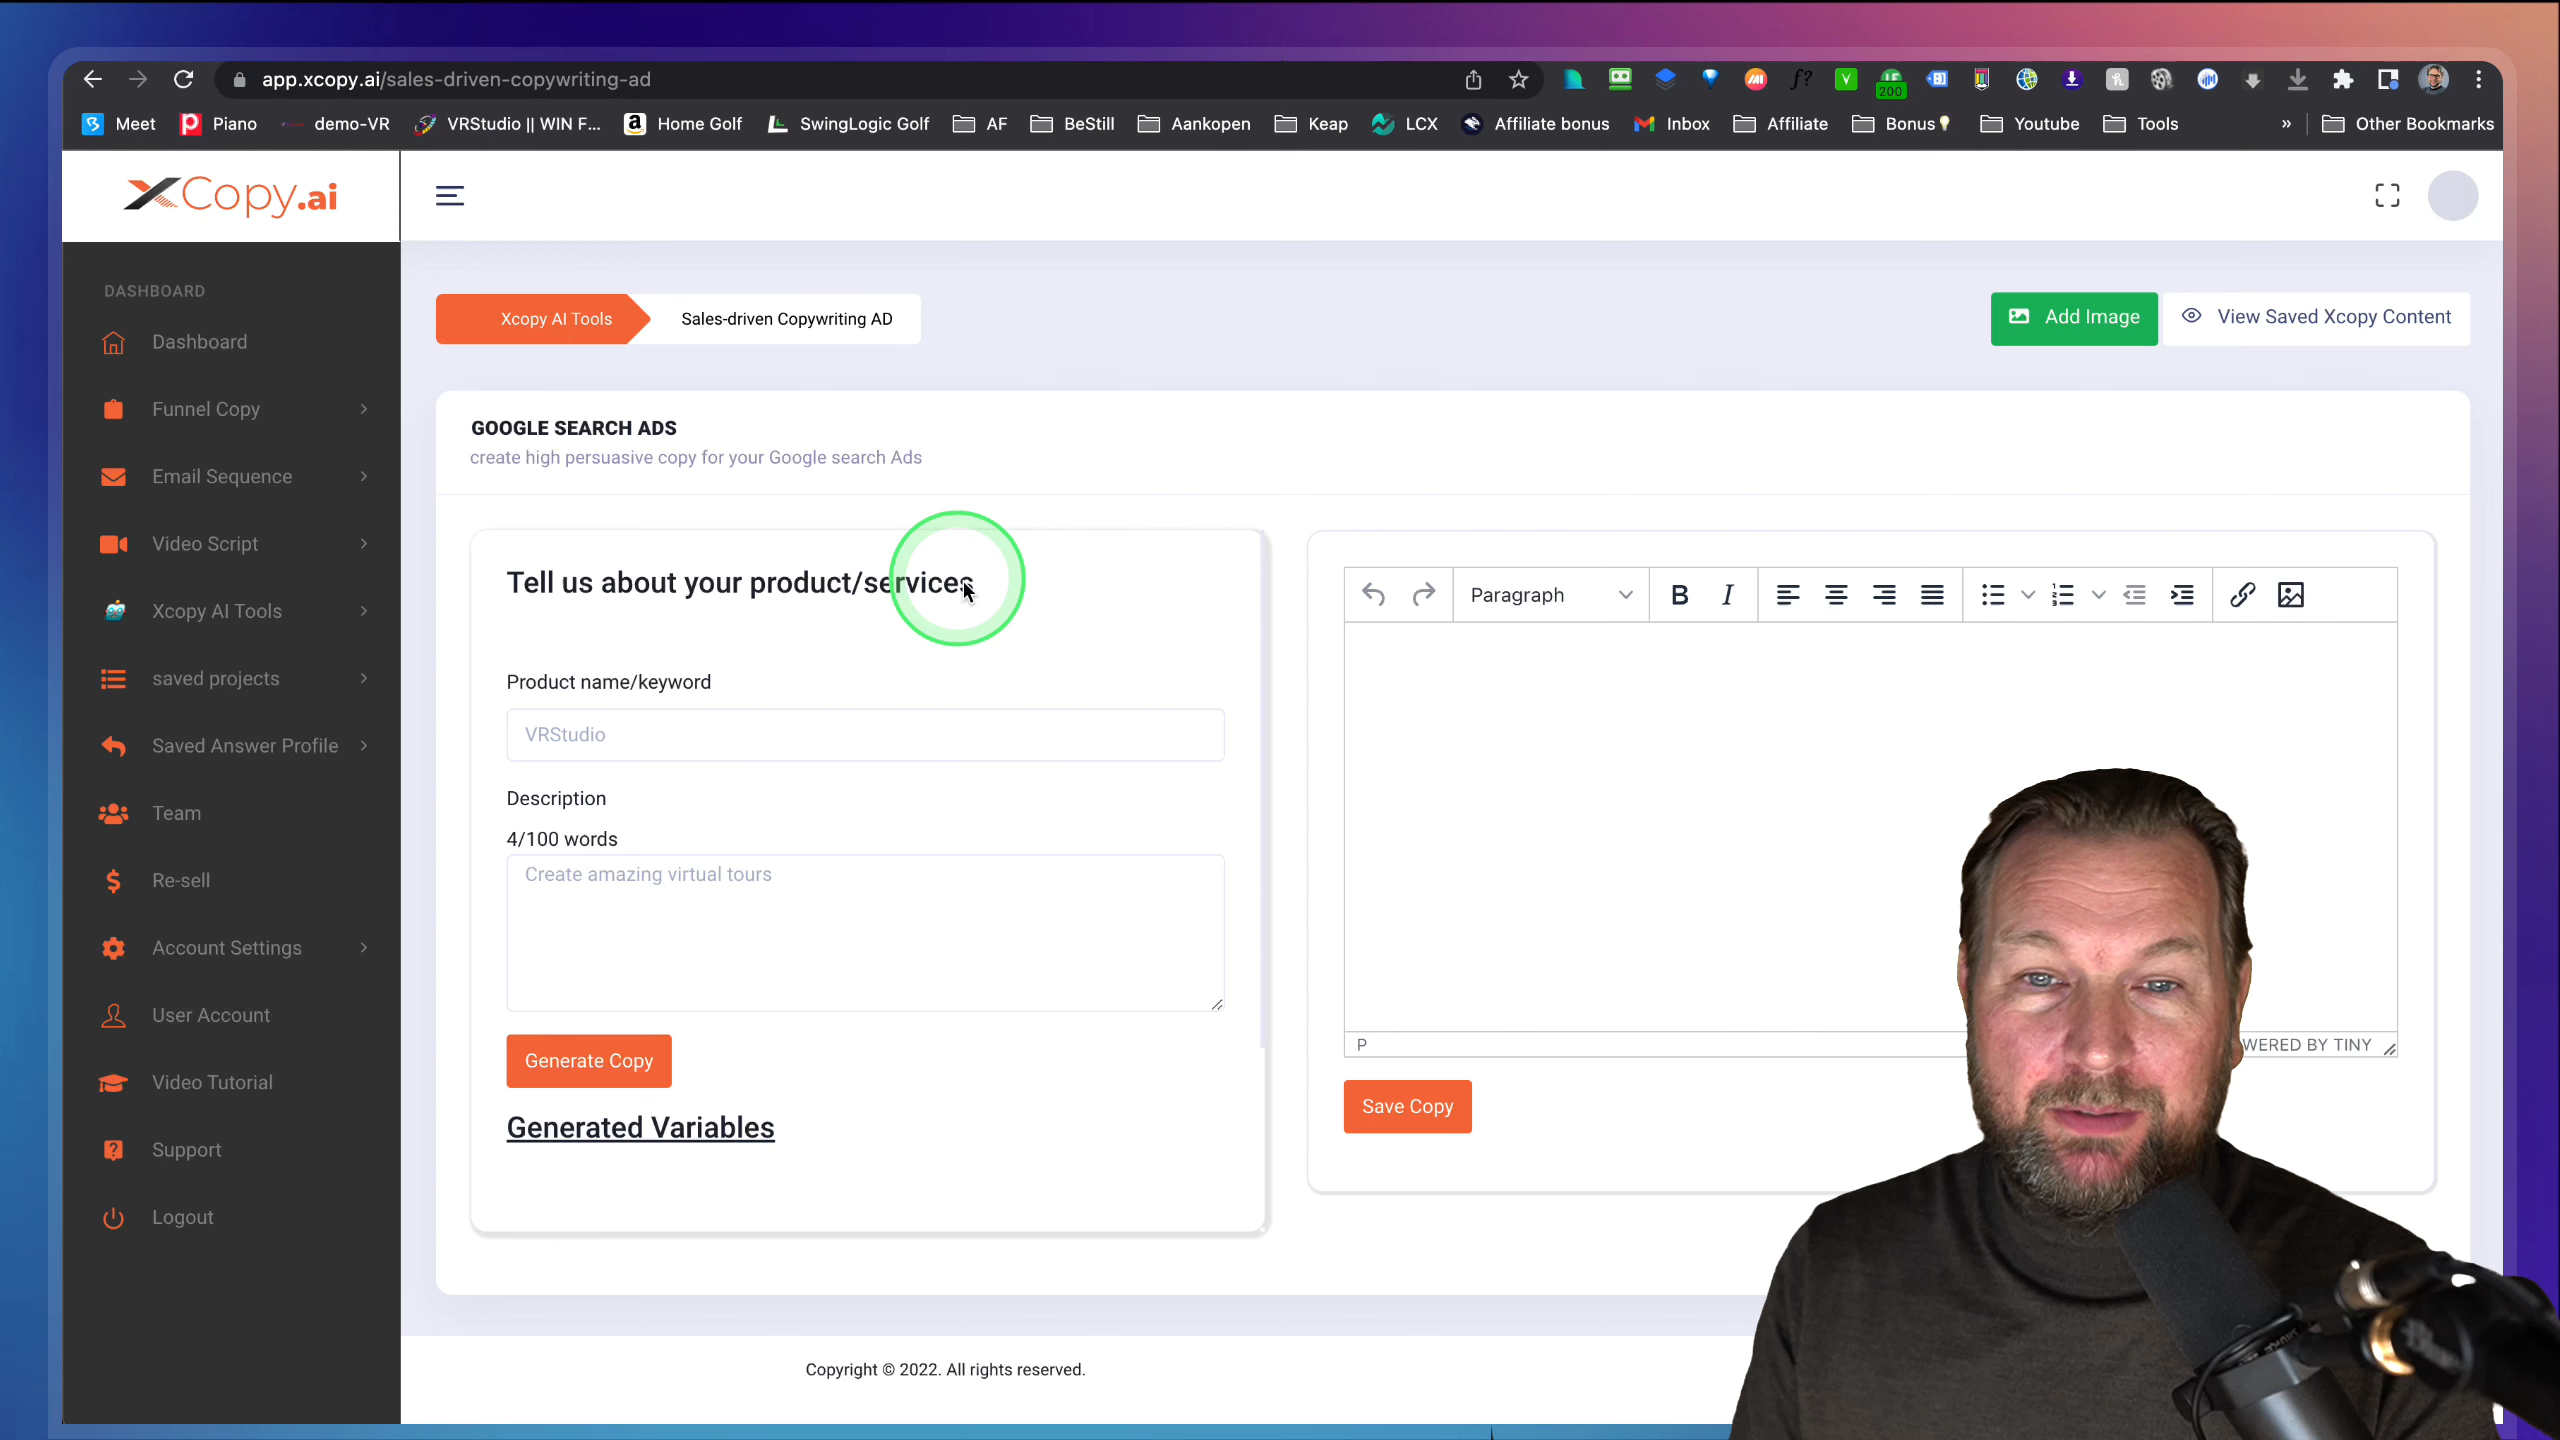 app.xcopy.ai/sales-driven-copywriting-ad
200
Meet
Piano
demo-VR
VRStudio || WIN F...
Home Golf
SwingLogic Golf
AF
BeStill
Aankopen
Keap
LCX
Affiliate bonus
Inbox
Affiliate
Bonus
Youtube
Tools
»
Other Bookmarks
XCopy.ai
DASHBOARD
Dashboard
Funnel Copy
Email Sequence
Video Script
Xcopy AI Tools
saved projects
Saved Answer Profile
Team
Re-sell
Account Settings
User Account
Video Tutorial
Support
Logout
Xcopy AI Tools
Sales-driven Copywriting AD
Add Image
View Saved Xcopy Content
GOOGLE SEARCH ADS
create high persuasive copy for your Google search Ads
Tell us about your product/services
Product name/keyword
VRStudio
Description
4/100 words
Create amazing virtual tours
Generate Copy
Generated Variables
Paragraph
B
I
P
WERED BY TINY
Save Copy
Copyright © 2022. All rights reserved.